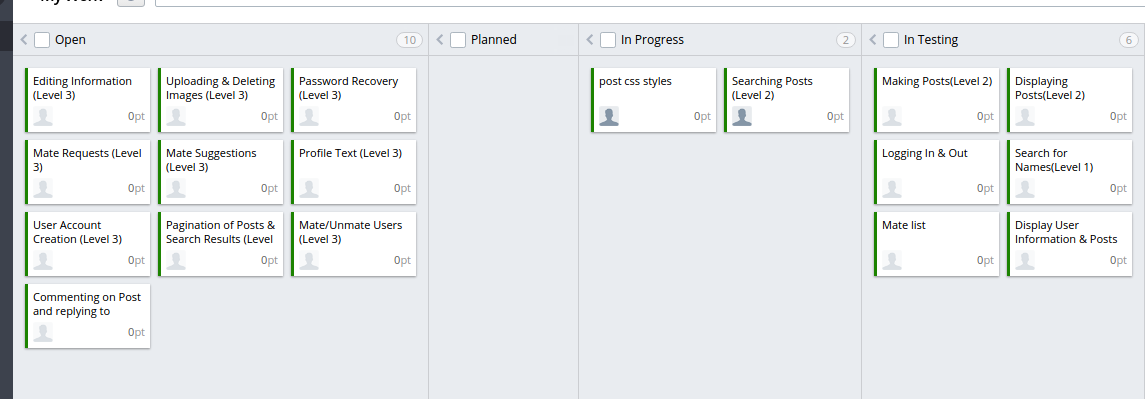 Open
10
Planned
In Progress
2
In Testing
6
Editing Information
(Level 3)
0pt
Uploading & Deleting
Images (Level 3)
0pt
Password Recovery
(Level 3)
0pt
Mate Requests (Level
3)
0pt
Mate Suggestions
(Level 3)
0pt
Profile Text (Level 3)
0pt
User Account
Creation (Level 3)
0pt
Pagination of Posts &
Search Results (Level
0pt
Mate/Unmate Users
(Level 3)
0pt
Commenting on Post
and replying to
0pt
post css styles
0pt
Searching Posts
(Level 2)
0pt
Making Posts(Level 2)
0pt
Displaying
Posts(Level 2)
0pt
Logging In & Out
0pt
Search for
Names(Level 1)
0pt
Mate list
0pt
Display User
Information & Posts
0pt